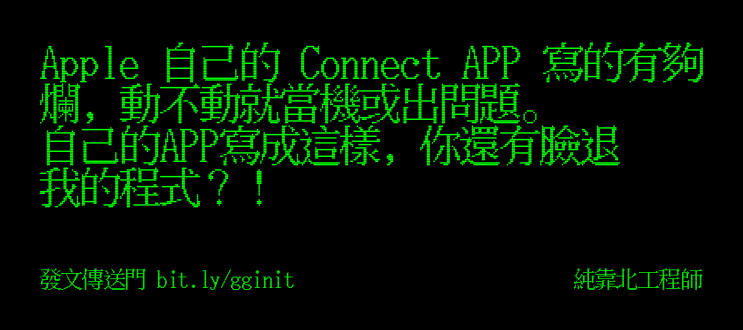 Apple 自己的 Connect APP 寫的有夠
爛，動不動就當機或出問題。
自己的APP寫成這樣，你還有臉退
我的程式？！
發文傳送門 bit.ly/gginit
純靠北工程師